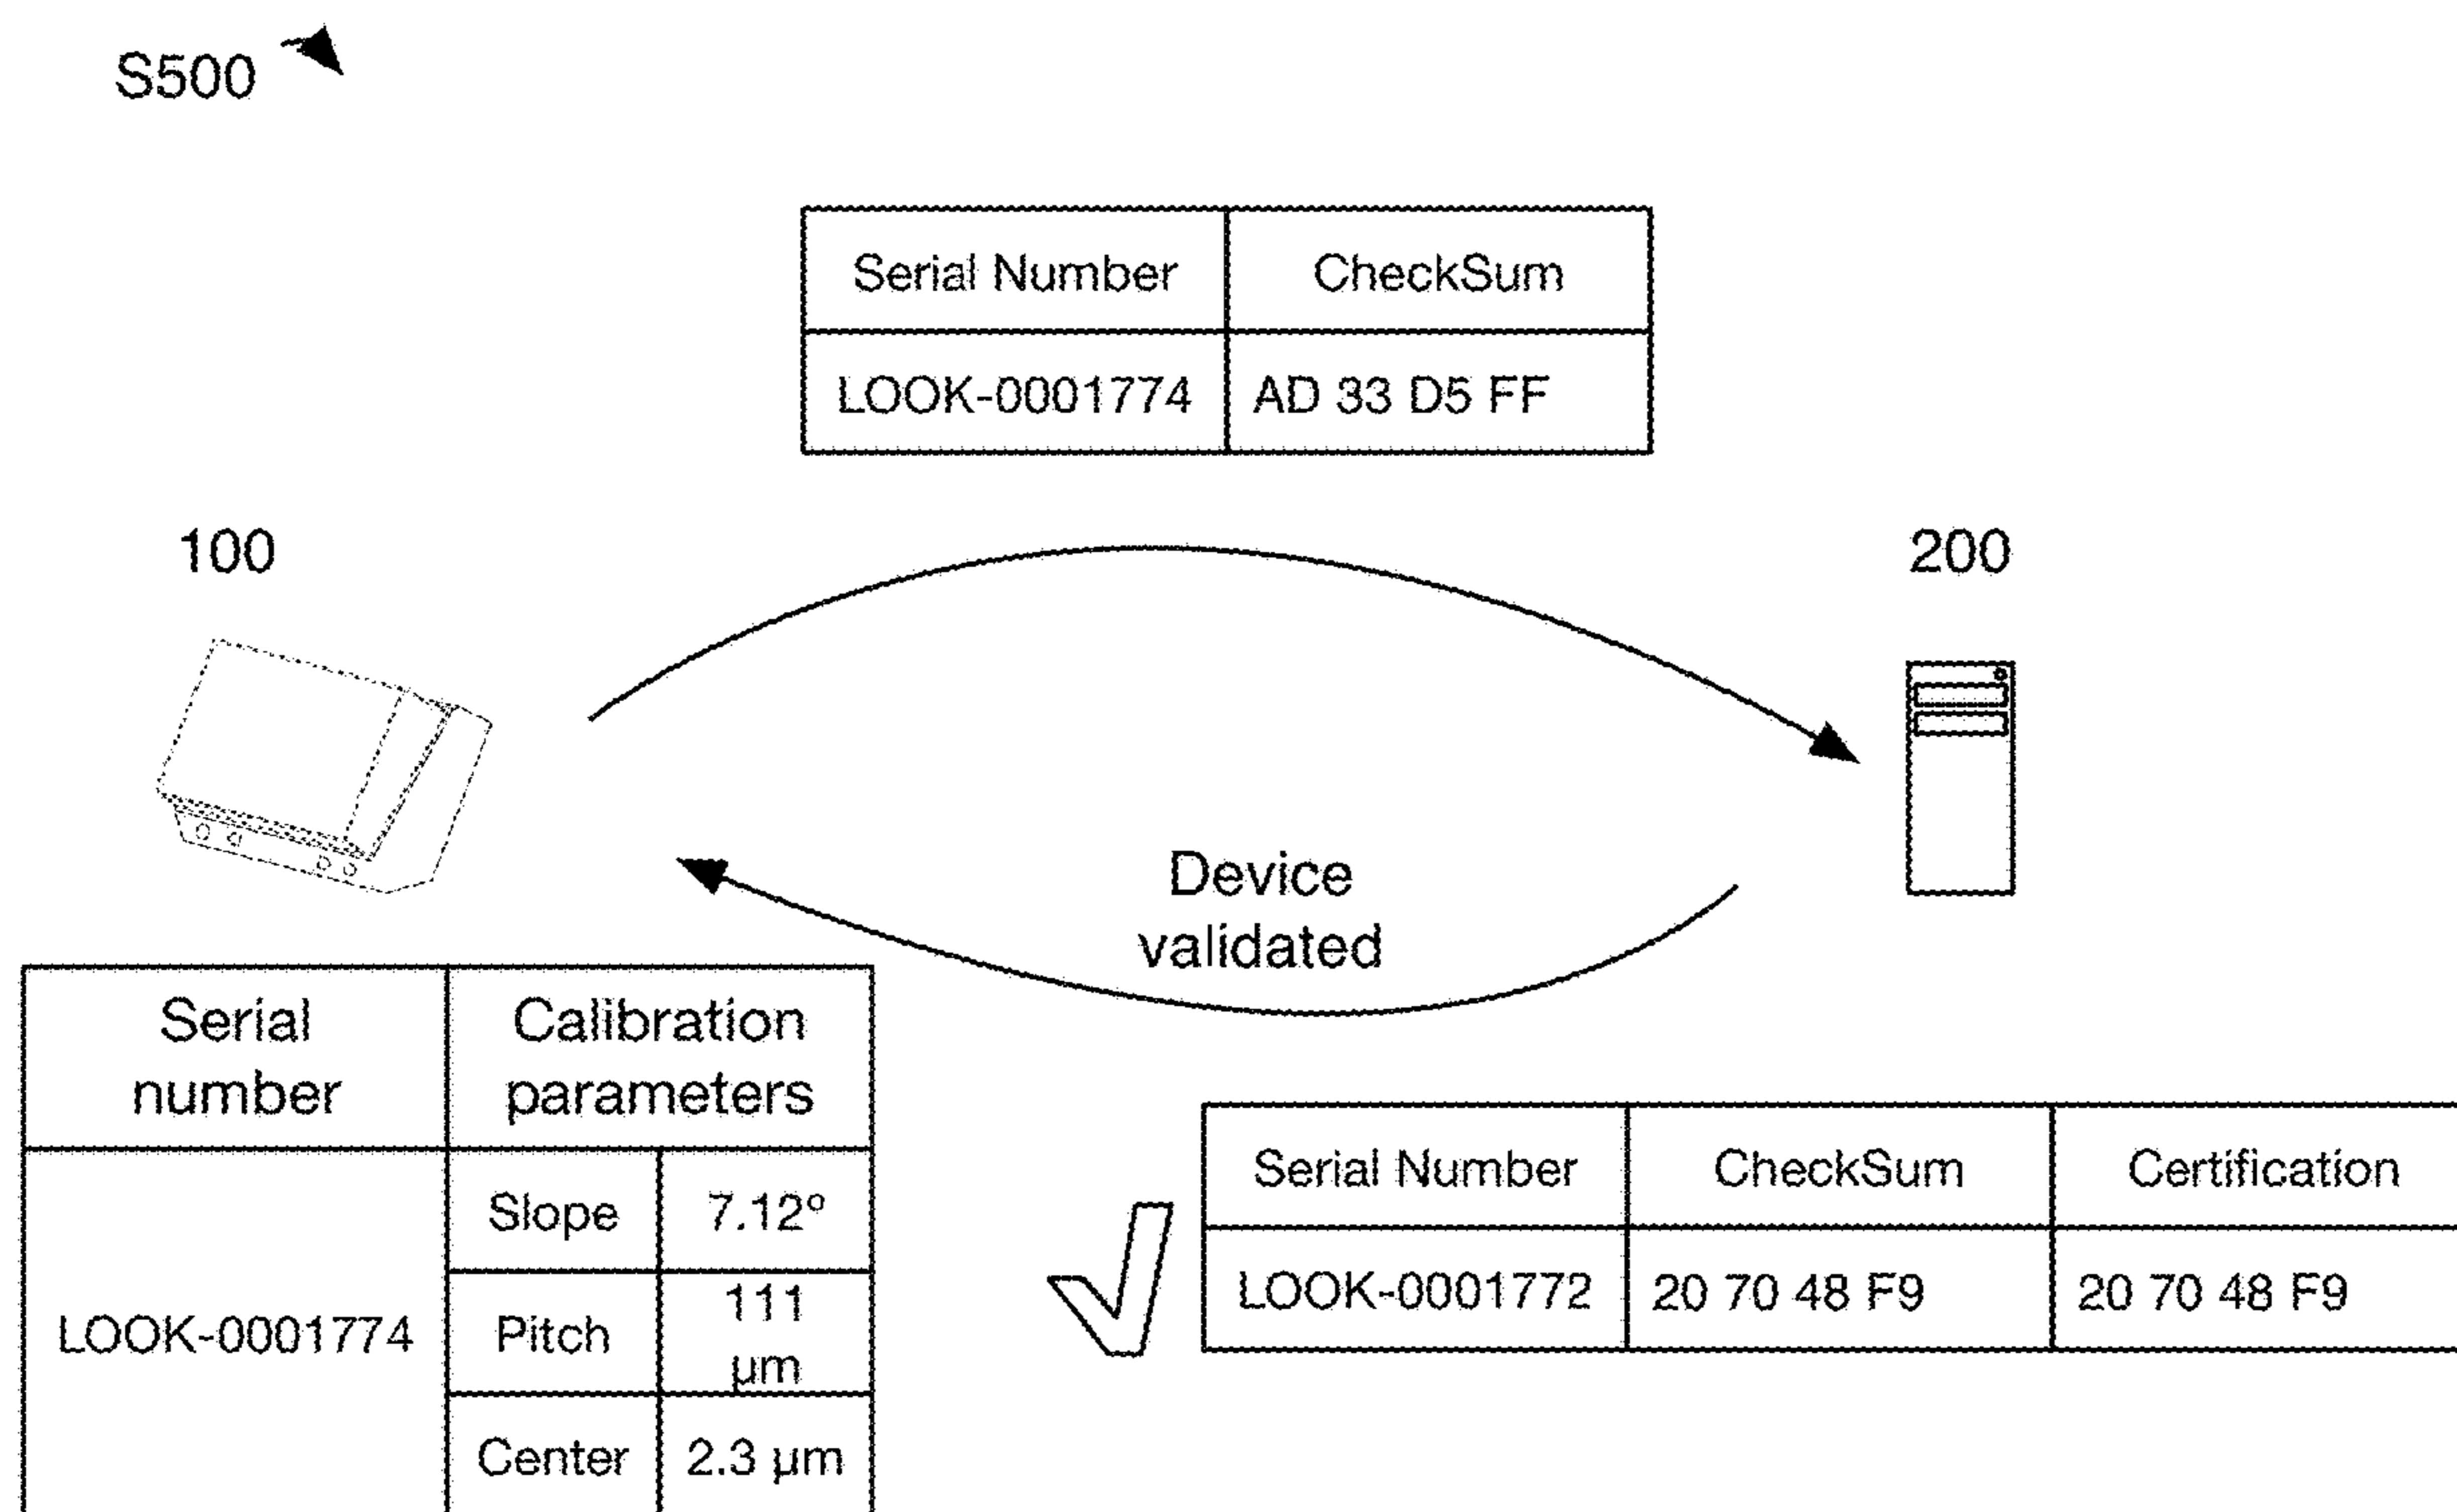 S500
Serial Number CheckSum
LOOK-0001774 AD 33 D5 FF
100
200
Device
validated
Serial
number
Calibration
parameters
LOOK-0001774
Slope 7.12º
Pitch 111
µm
Center 2.3 µm
Serial Number CheckSum Certification
LOOK-0001772 20 70 48 F9 20 70 48 F9